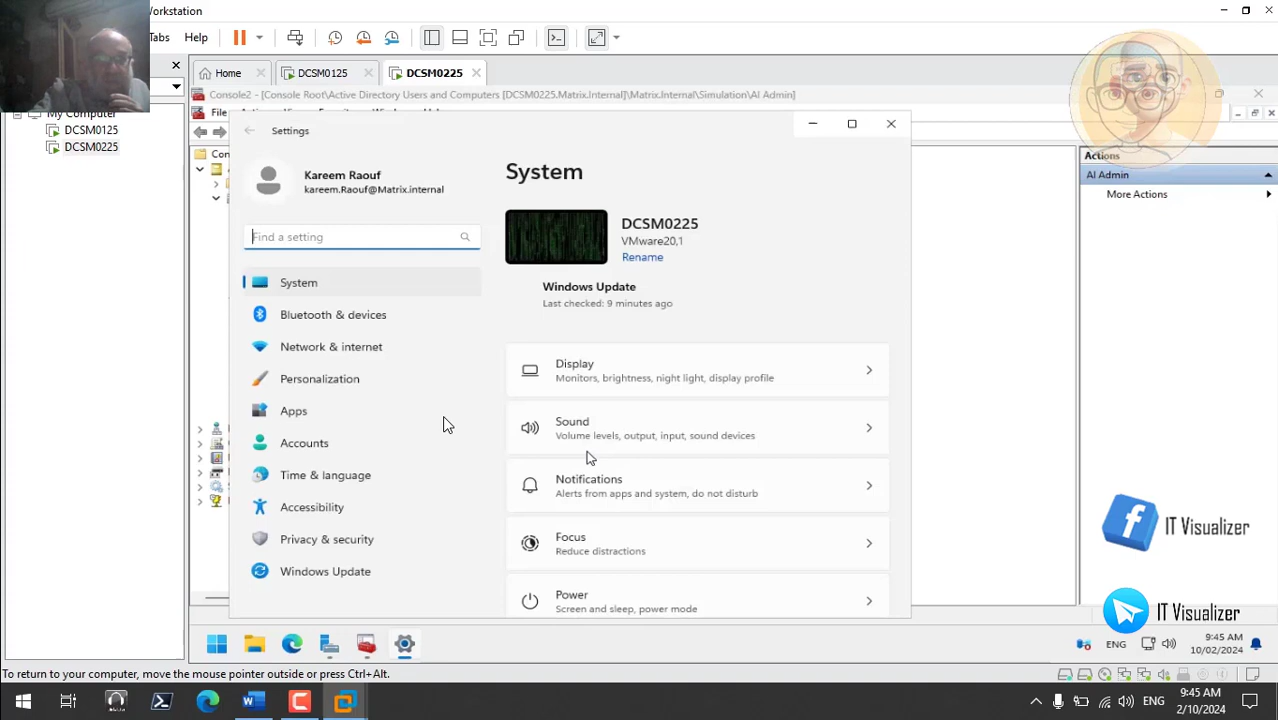 Workstation
Tabs Help
Home DCSM0125 DCSM0225
My Computer
DCSM0125
DCSM0225
Console2 - [Console Root\Active Directory Users and Computers [DCSM0225.Matrix.Internal]\Matrix.Internal\Simulation\AI Admin]
File
Actions
AI Admin
More Actions
Settings
Kareem Raouf
kareem.Raouf@Matrix.internal
Find a setting
System
Bluetooth & devices
Network & internet
Personalization
Apps
Accounts
Time & language
Accessibility
Privacy & security
Windows Update
System
DCSM0225
VMware20,1
Rename
Windows Update
Last checked: 9 minutes ago
Display
Monitors, brightness, night light, display profile
Sound
Volume levels, output, input, sound devices
Notifications
Alerts from apps and system, do not disturb
Focus
Reduce distractions
Power
Screen and sleep, power mode
IT Visualizer
IT Visualizer
ENG
9:45 AM
10/02/2024
To return to your computer, move the mouse pointer outside or press Ctrl+Alt.
ENG
9:45 AM
2/10/2024